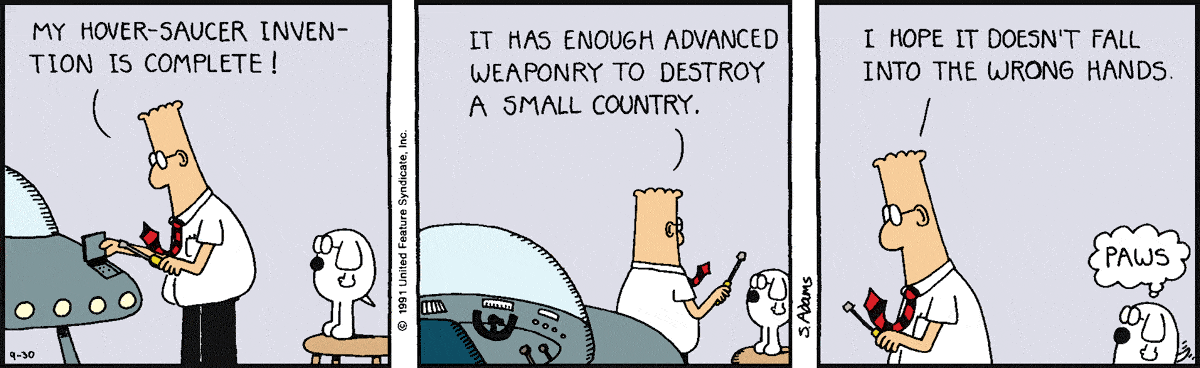 MY HOVER-SAUCER INVEN-
TION IS COMPLETE!
9-30
© 1991 United Feature Syndicate, Inc.
IT HAS ENOUGH ADVANCED
WEAPONRY TO DESTROY
A SMALL COUNTRY.
S. Adams
I HOPE IT DOESN'T FALL
INTO THE WRONG HANDS.
PAWS